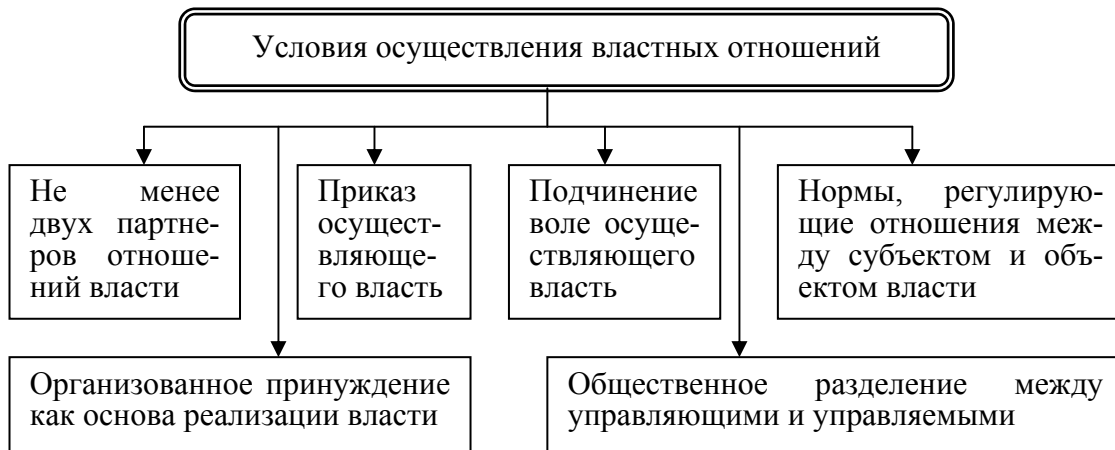 Условия осуществления властных отношений
Не менее
двух партне-
ров отноше-
ний власти
Приказ
осущест-
вляюще-
го власть
Подчинение
воле осуще-
ствляющего
власть
Нормы, регулирую-
щие отношения меж-
ду субъектом и объ-
ектом власти
Организованное принуждение
как основа реализации власти
Общественное разделение между
управляющими и управляемыми